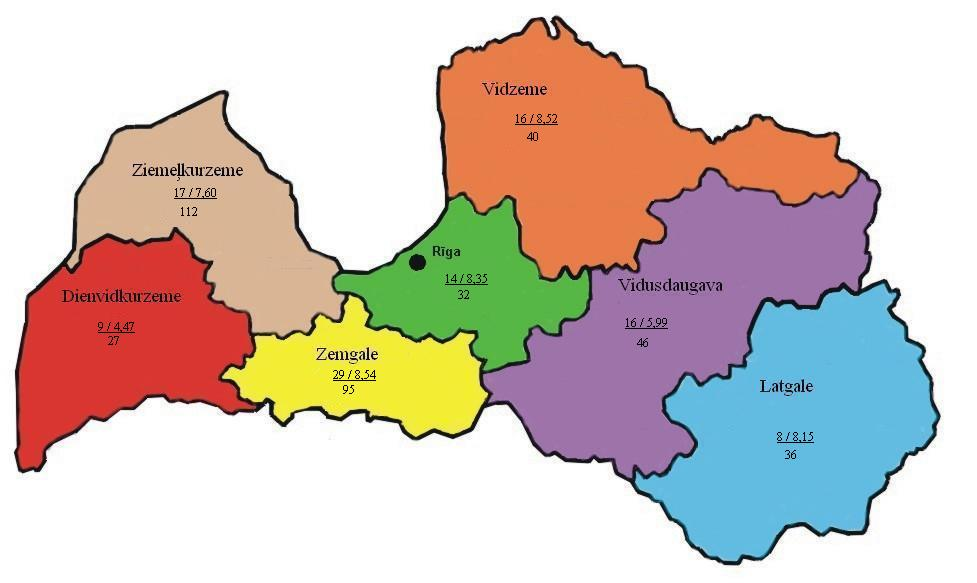 Vidzeme
16 / 8,52
40
Ziemeļkurzeme
17 / 7,60
112
Rīga
14 / 8,35
32
Dienvidkurzeme
9 / 4,47
27
Vidusdaugava
16 / 5,99
46
Zemgale
29 / 8,54
95
Latgale
8 / 8,15
36